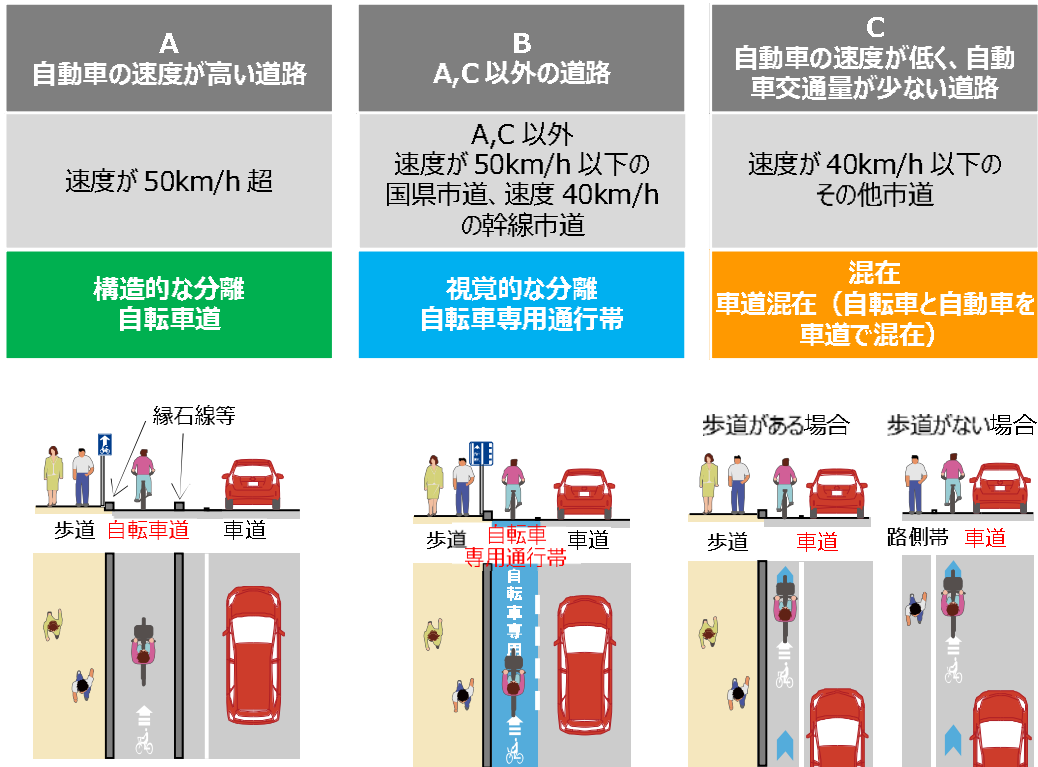 A
自動車の速度が高い道路
速度が 50km/h 超
構造的な分離
自転車道
B
A,C 以外の道路
A,C 以外
速度が 50km/h 以下の
国県市道、速度 40km/h
の幹線市道
視覚的な分離
自転車専用通行帯
C
自動車の速度が低く、自動
車交通量が少ない道路
速度が 40km/h 以下の
その他市道
混在
車道混在（自転車と自動車を
車道で混在）
縁石線等
歩道 自転車道 車道
歩道
自転車
専用通行帯
車道
自転車専用
歩道がある場合
歩道 車道
歩道がない場合
路側帯 車道